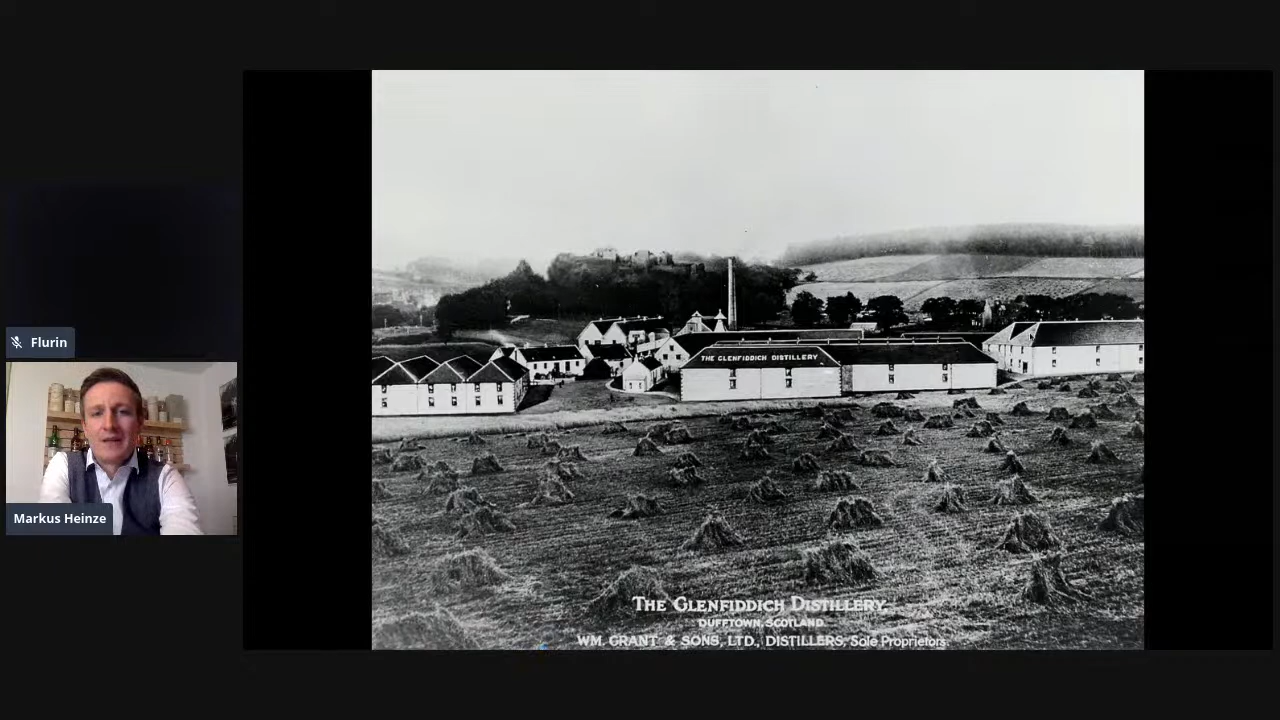 Flurin
Markus Heinze
THE GLENFIDDICH DISTILLERY
THE GLENFIDDICH DISTILLERY,
DUFFTOWN, SCOTLAND.
WM. GRANT & SONS, LTD., DISTILLERS, Sole Proprietors.